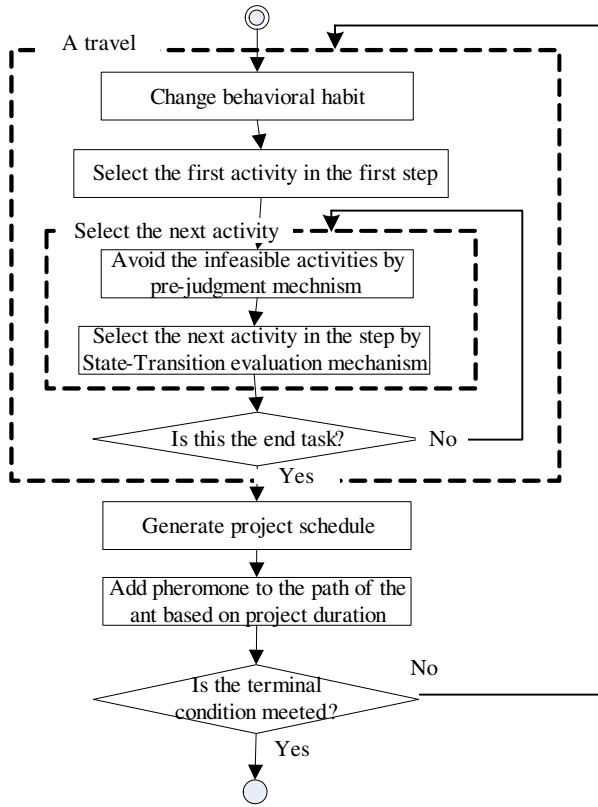 A travel
Change behavioral habit
Select the first activity in the first step
Select the next activity
Avoid the infeasible activities by
pre-judgment mechnism
Select the next activity in the step by
State-Transition evaluation mechanism
Is this the end task?
No
Yes
Generate project schedule
Add pheromone to the path of the
ant based on project duration
No
Is the terminal
condition meeted?
Yes